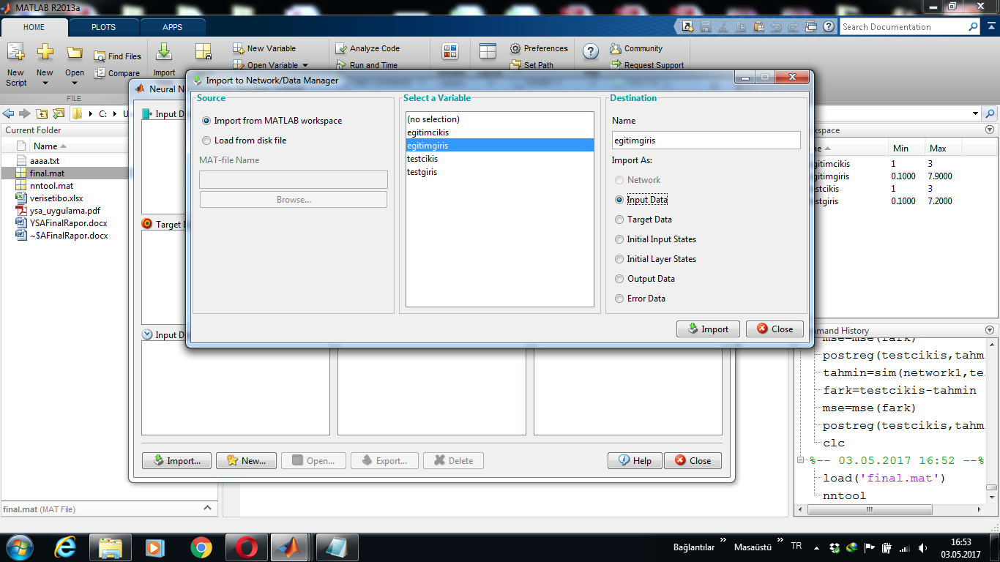 MATLAB R2013a
HOME PLOTS APPS
Search Documentation
New Script
New
Open
Find Files
Compare
Import
New Variable
Open Variable
Analyze Code
Run and Time
Preferences
Set Path
Community
Request Support
FILE
C:
Current Folder
Name
aaaa.txt
final.mat
nntool.mat
verisetibo.xlsx
ysa_uygulama.pdf
YSAFinalRapor.docx
~$AFinalRapor.docx
final.mat (MAT File)
Neural N
Input D
Target D
Input D
Import to Network/Data Manager
Source
Import from MATLAB workspace
Load from disk file
MAT-file Name
Browse...
Select a Variable
(no selection)
egitimcikis
egitimgiris
testcikis
testgiris
Destination
Name
egitimgiris
Import As:
Network
Input Data
Target Data
Initial Input States
Initial Layer States
Output Data
Error Data
Import
Close
Import...
New...
Open...
Export...
Delete
Help
Close
kspace
Min Max
gitimcikis 1 3
gitimgiris 0.1000 7.9000
stcikis 1 3
stgiris 0.1000 7.2000
mmand History
mse=mse(fark)
postreg(testcikis,tahm
tahmin=sim(network1,te
fark=testcikis-tahmin
mse=mse(fark)
postreg(testcikis,tahm
clc
%-- 03.05.2017 16:52 --%
load('final.mat')
nntool
Bağlantılar
Masaüstü
TR
16:53
03.05.2017